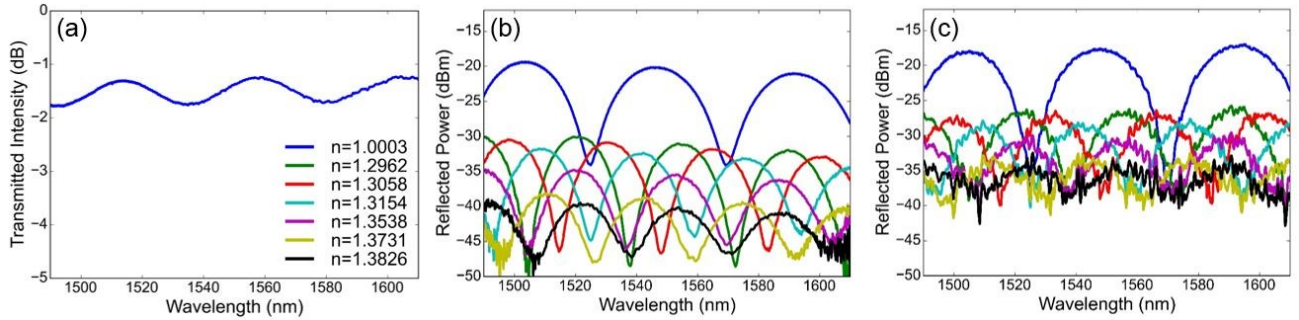 (a)
Transmitted Intensity (dB)
0
−1
−2
−3
−4
−5
n=1.0003
n=1.2962
n=1.3058
n=1.3154
n=1.3538
n=1.3731
n=1.3826
1500 1520 1540 1560 1580 1600
Wavelength (nm)
(b)
Reflected Power (dBm)
−15
−20
−25
−30
−35
−40
−45
−50
1500 1520 1540 1560 1580 1600
Wavelength (nm)
(c)
Reflected Power (dBm)
−15
−20
−25
−30
−35
−40
−45
−50
1500 1520 1540 1560 1580 1600
Wavelength (nm)